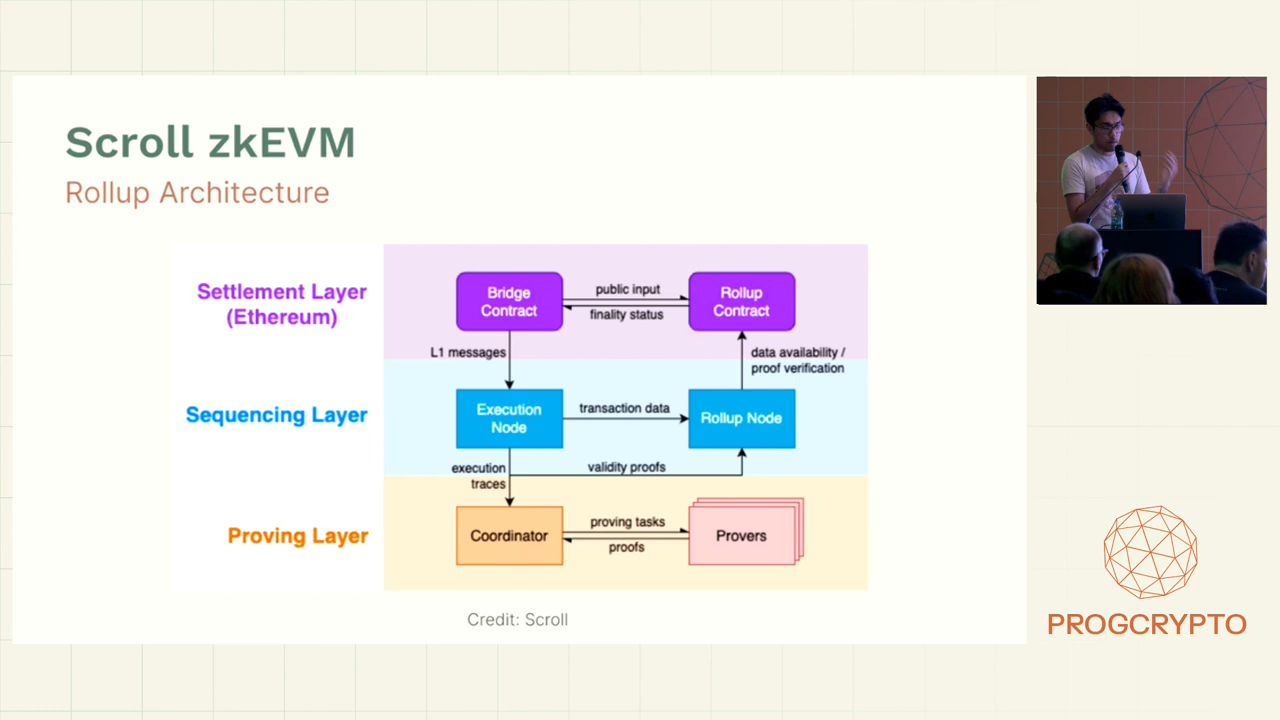 Scroll zkEVM
Rollup Architecture
Settlement Layer
(Ethereum)
Bridge
Contract
public input
finality status
Rollup
Contract
L1 messages
data availability /
proof verification
Sequencing Layer
Execution
Node
transaction data
Rollup Node
execution
traces
validity proofs
Proving Layer
Coordinator
proving tasks
proofs
Provers
Credit: Scroll
PROGCRYPTO